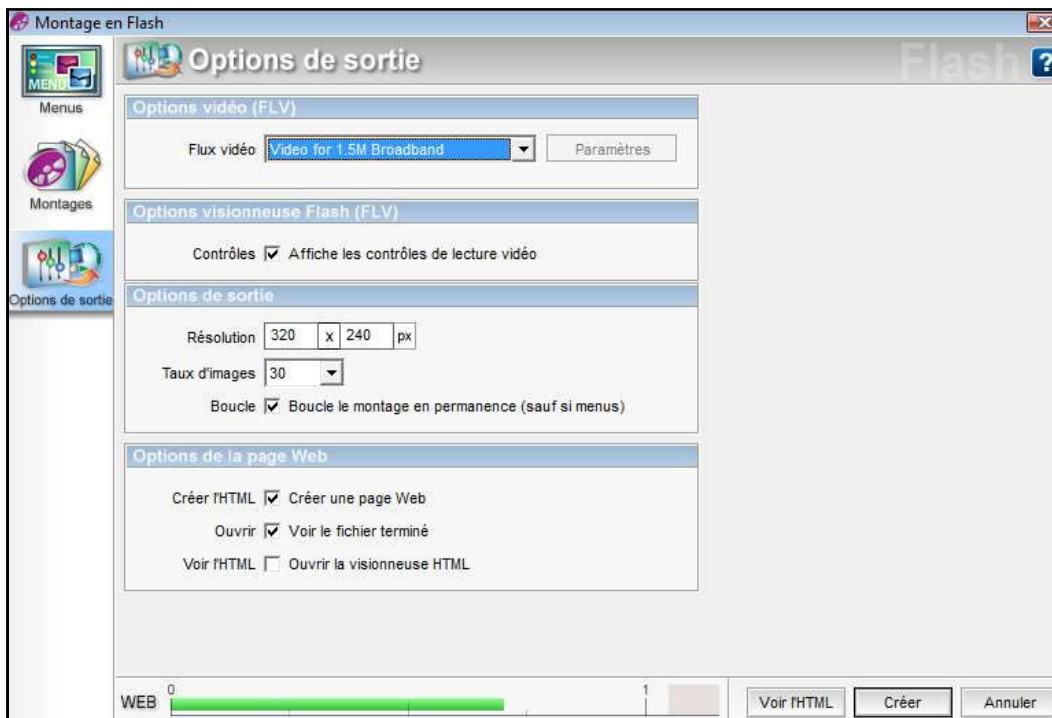 Montage en Flash
Options de sortie
Flash
?
MENU
Menus
Montages
Options de sortie
Options vidéo (FLV)
Flux vidéo Video for 1.5M Broadband Paramètres
Options visionneuse Flash (FLV)
Contrôles Affiche les contrôles de lecture vidéo
Options de sortie
Résolution 320 x 240 px
Taux d'images 30
Boucle Boucle le montage en permanence (sauf si menus)
Options de la page Web
Créer l'HTML Créer une page Web
Ouvrir Voir le fichier terminé
Voir l'HTML Ouvrir la visionneuse HTML
WEB 0 1
Voir l'HTML Créer Annuler